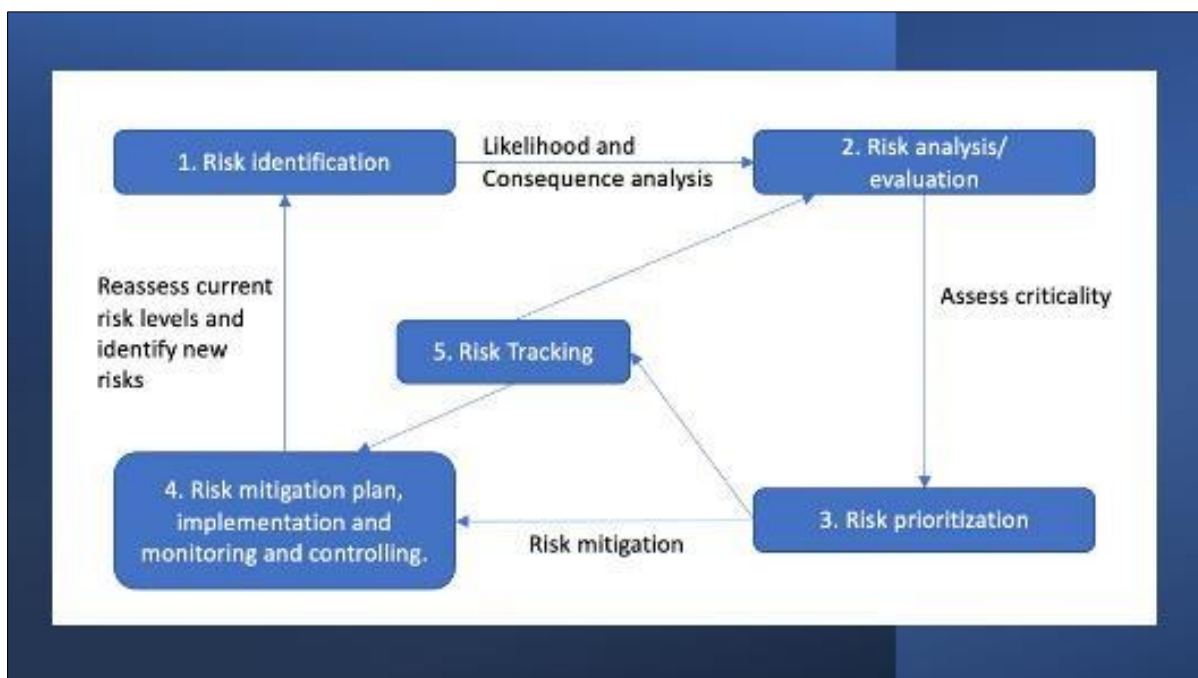 1. Risk identification
Likelihood and
Consequence analysis
2. Risk analysis/
evaluation
Reassess current
risk levels and
identify new
risks
Assess criticality
5. Risk Tracking
4. Risk mitigation plan,
implementation and
monitoring and controlling.
Risk mitigation
3. Risk prioritization